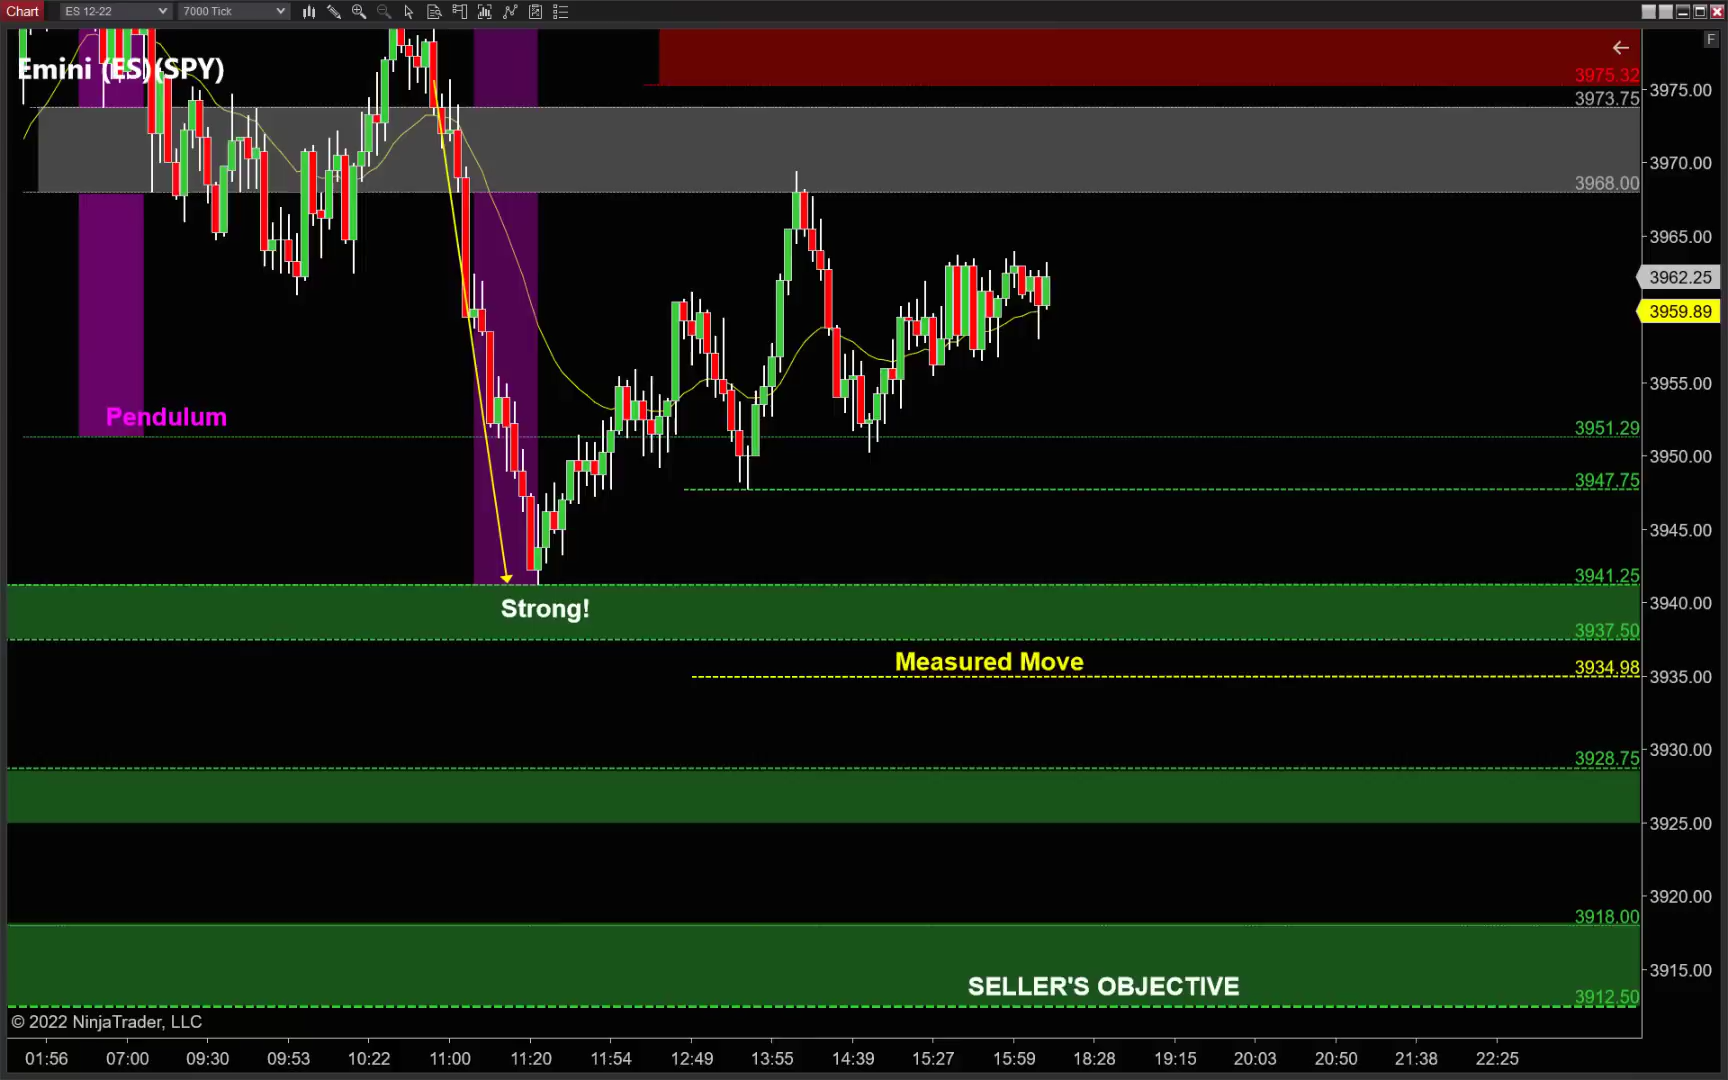 Chart ES 12-22 7000 Tick
F
Emini (ES)(SPY)
3975.32
3975.00
3973.75
3970.00
3968.00
3965.00
3962.25
3959.89
3955.00
Pendulum
3951.29
3950.00
3947.75
3945.00
3941.25
Strong!
3940.00
3937.50
Measured Move
3934.98
3935.00
3930.00
3928.75
3925.00
3920.00
3918.00
3915.00
SELLER'S OBJECTIVE
3912.50
© 2022 NinjaTrader, LLC
01:56 07:00 09:30 09:53 10:22 11:00 11:20 11:54 12:49 13:55 14:39 15:27 15:59 18:28 19:15 20:03 20:50 21:38 22:25